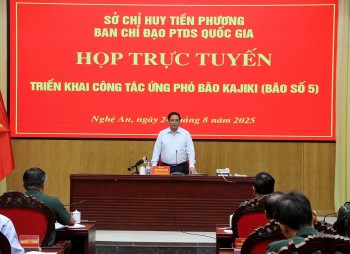 SỞ CHỈ HUY TIỀN PHƯƠNG
BAN CHỈ ĐẠO PTDS QUỐC GIA
HỌP TRỰC TUYẾN
TRIỂN KHAI CÔNG TÁC ỨNG PHÓ BÃO KAJIKI (BÃO SỐ 5)
Nghệ An, ngày 24 tháng 8 năm 2025